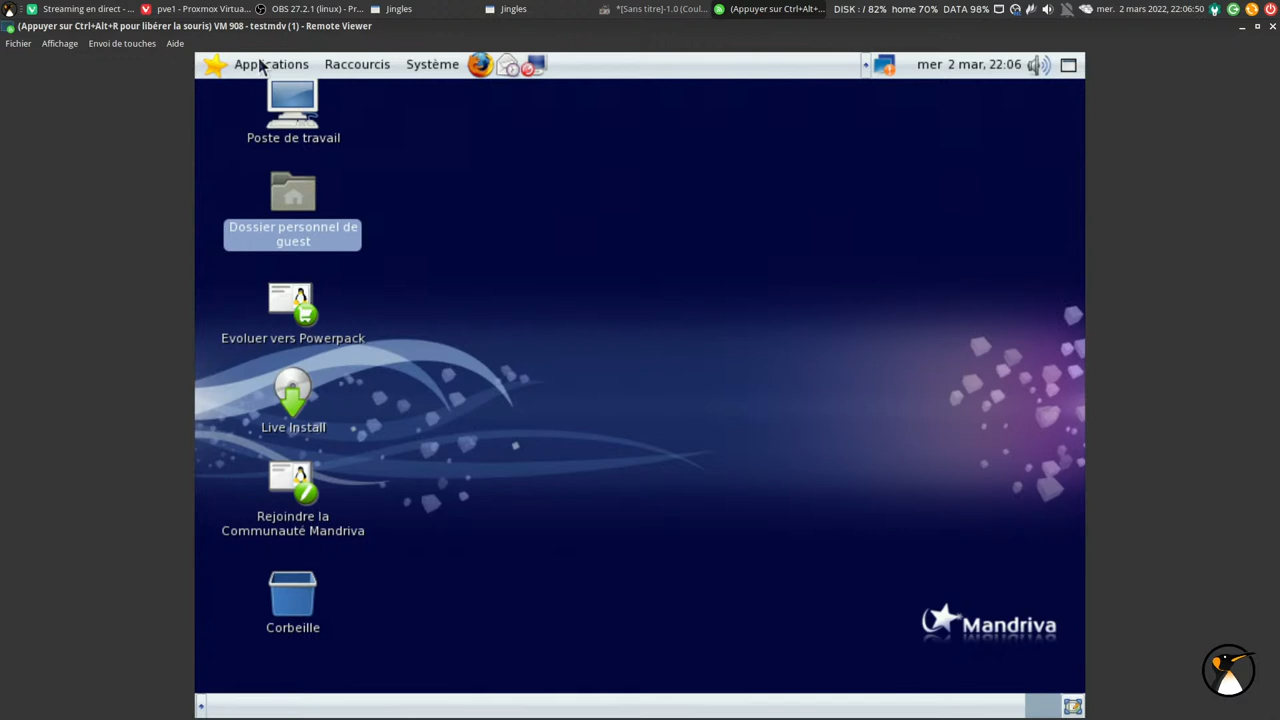 Streaming en direct - ...
pve1 - Proxmox Virtual ...
OBS 27.2.1 (linux) - Pr...
Jingles
Jingles
*[Sans titre]-1.0 (Coul...
(Appuyer sur Ctrl+Alt+...
DISK : / 82% home 70% DATA 98%
mer. 2 mars 2022, 22:06:50
(Appuyer sur Ctrl+Alt+R pour libérer la souris) VM 908 - testmdv (1) - Remote Viewer
Fichier Affichage Envoi de touches Aide
Applications Raccourcis Système
mer 2 mar, 22:06
Poste de travail
Dossier personnel de
guest
Evoluer vers Powerpack
Live Install
Rejoindre la
Communauté Mandriva
Corbeille
Mandriva